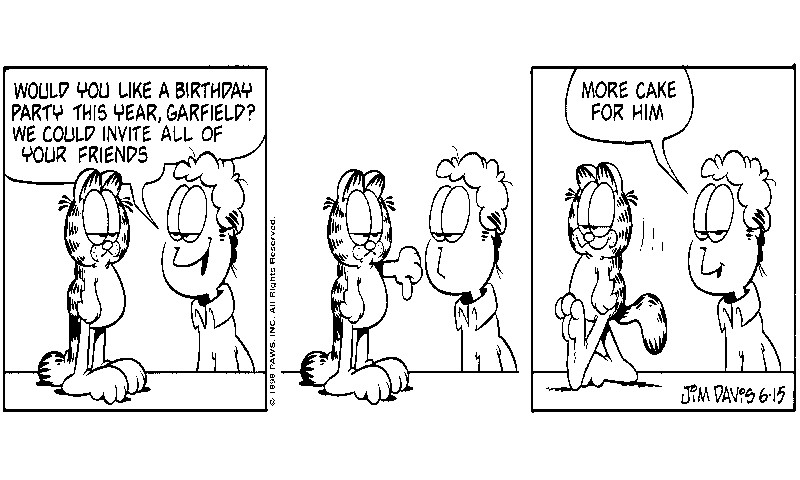 WOULD YOU LIKE A BIRTHDAY
PARTY THIS YEAR, GARFIELD?
WE COULD INVITE ALL OF
YOUR FRIENDS
© 1998 PAWS, INC. All Rights Reserved.
MORE CAKE
FOR HIM
JIM DAVIS 6-15